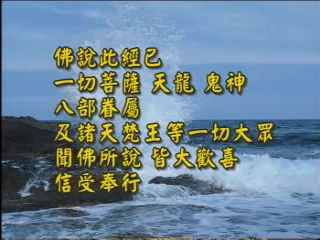 佛說此經已
一切菩薩 天龍 鬼神
八部眷屬
及諸天梵王等一切大眾
聞佛所說 皆大歡喜
信受奉行